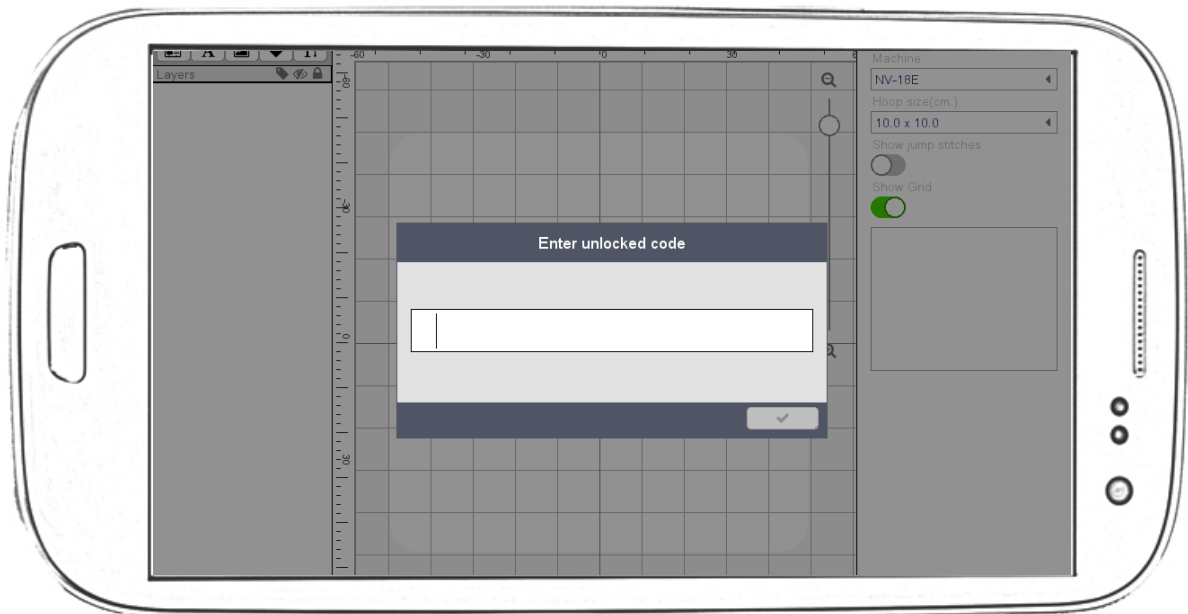 A
T
Layers
-60
-30
0
30
6
-60
-30
0
30
Machine
NV-18E
Hoop size(cm.)
10.0 x 10.0
Show jump stitches
Show Grid
Enter unlocked code